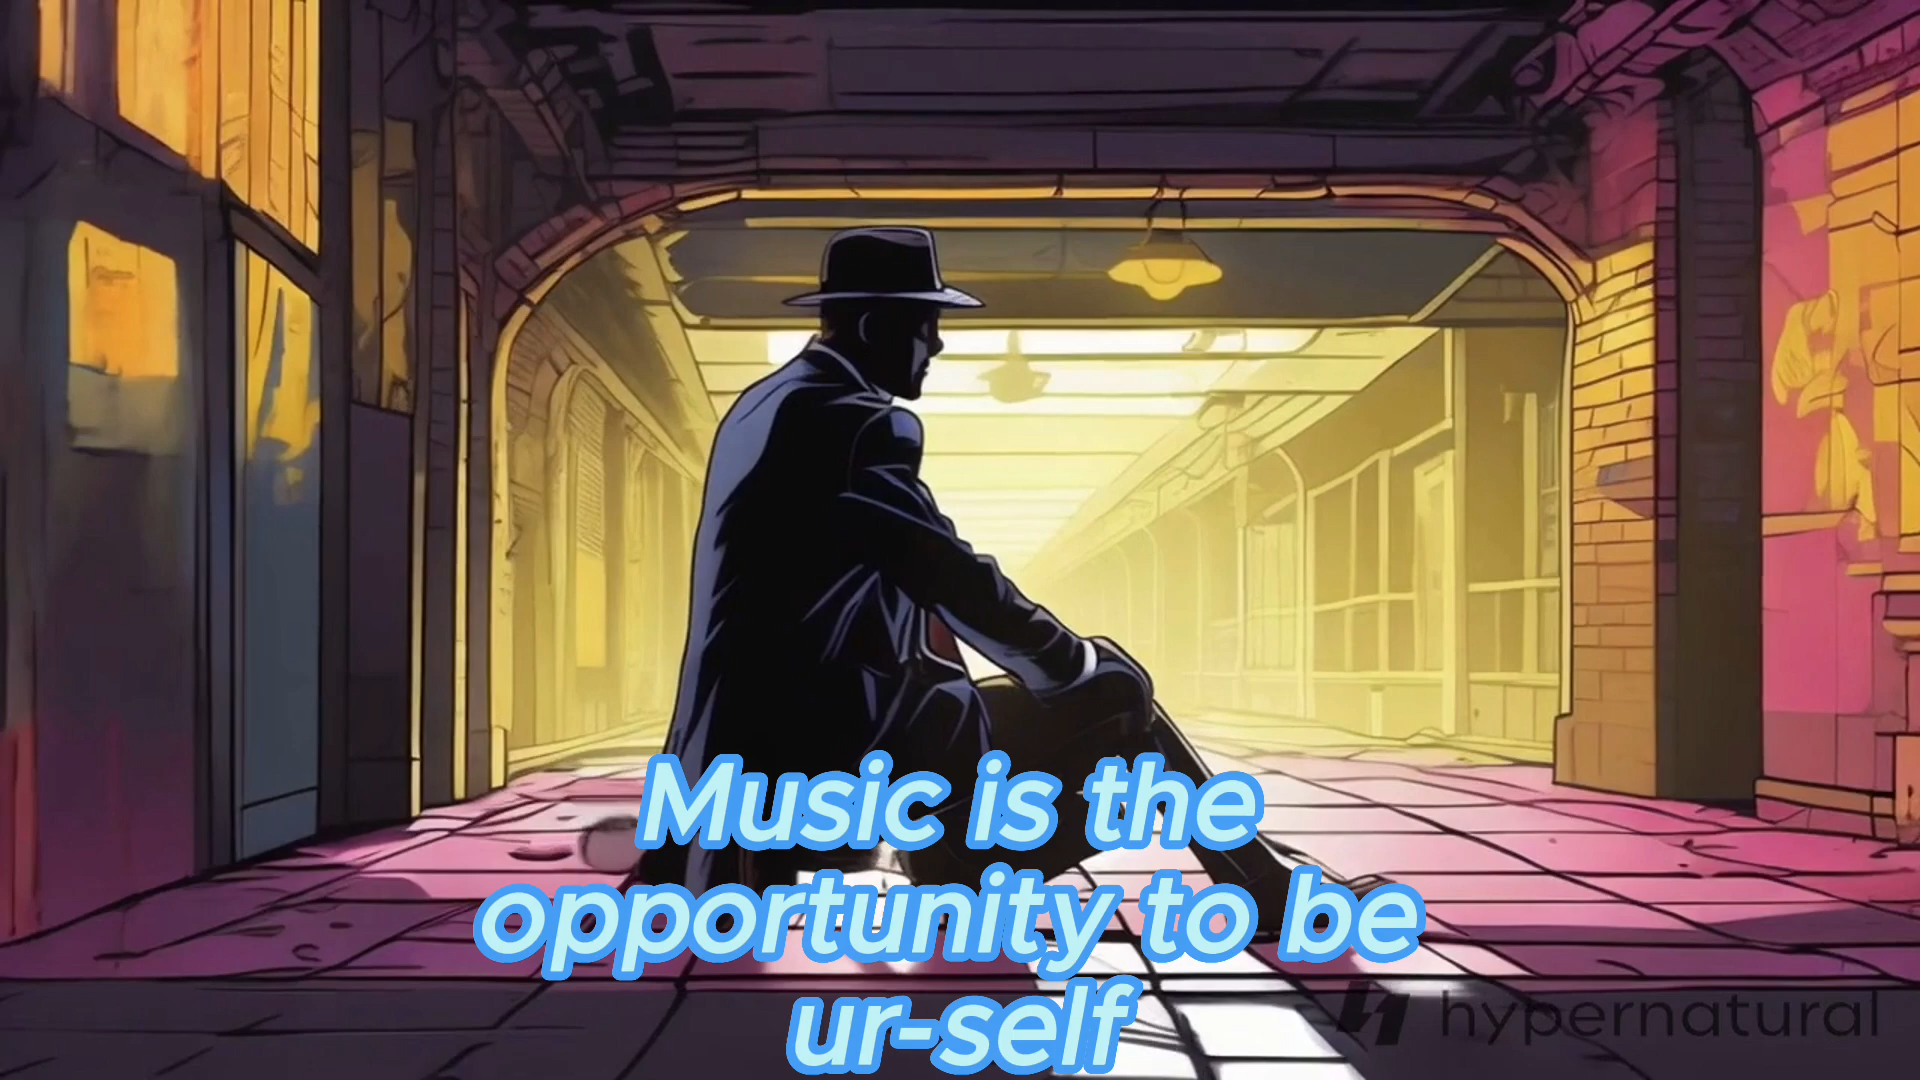 Music is the
opportunity to be
ur-self
hypernatural